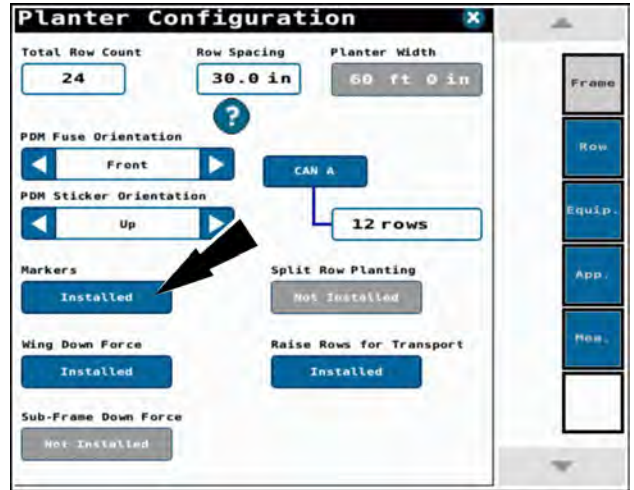 Planter Configuration
Total Row Count
Row Spacing
Planter Width
24
30.0 in
60 ft 0 in
?
PDM Fuse Orientation
Front
CAN A
PDM Sticker Orientation
Up
12 rows
Markers
Split Row Planting
Installed
Not Installed
Wing Down Force
Raise Rows for Transport
Installed
Installed
Sub-Frame Down Force
Not Installed
Frame
Row
Equip.
App.
Mon.